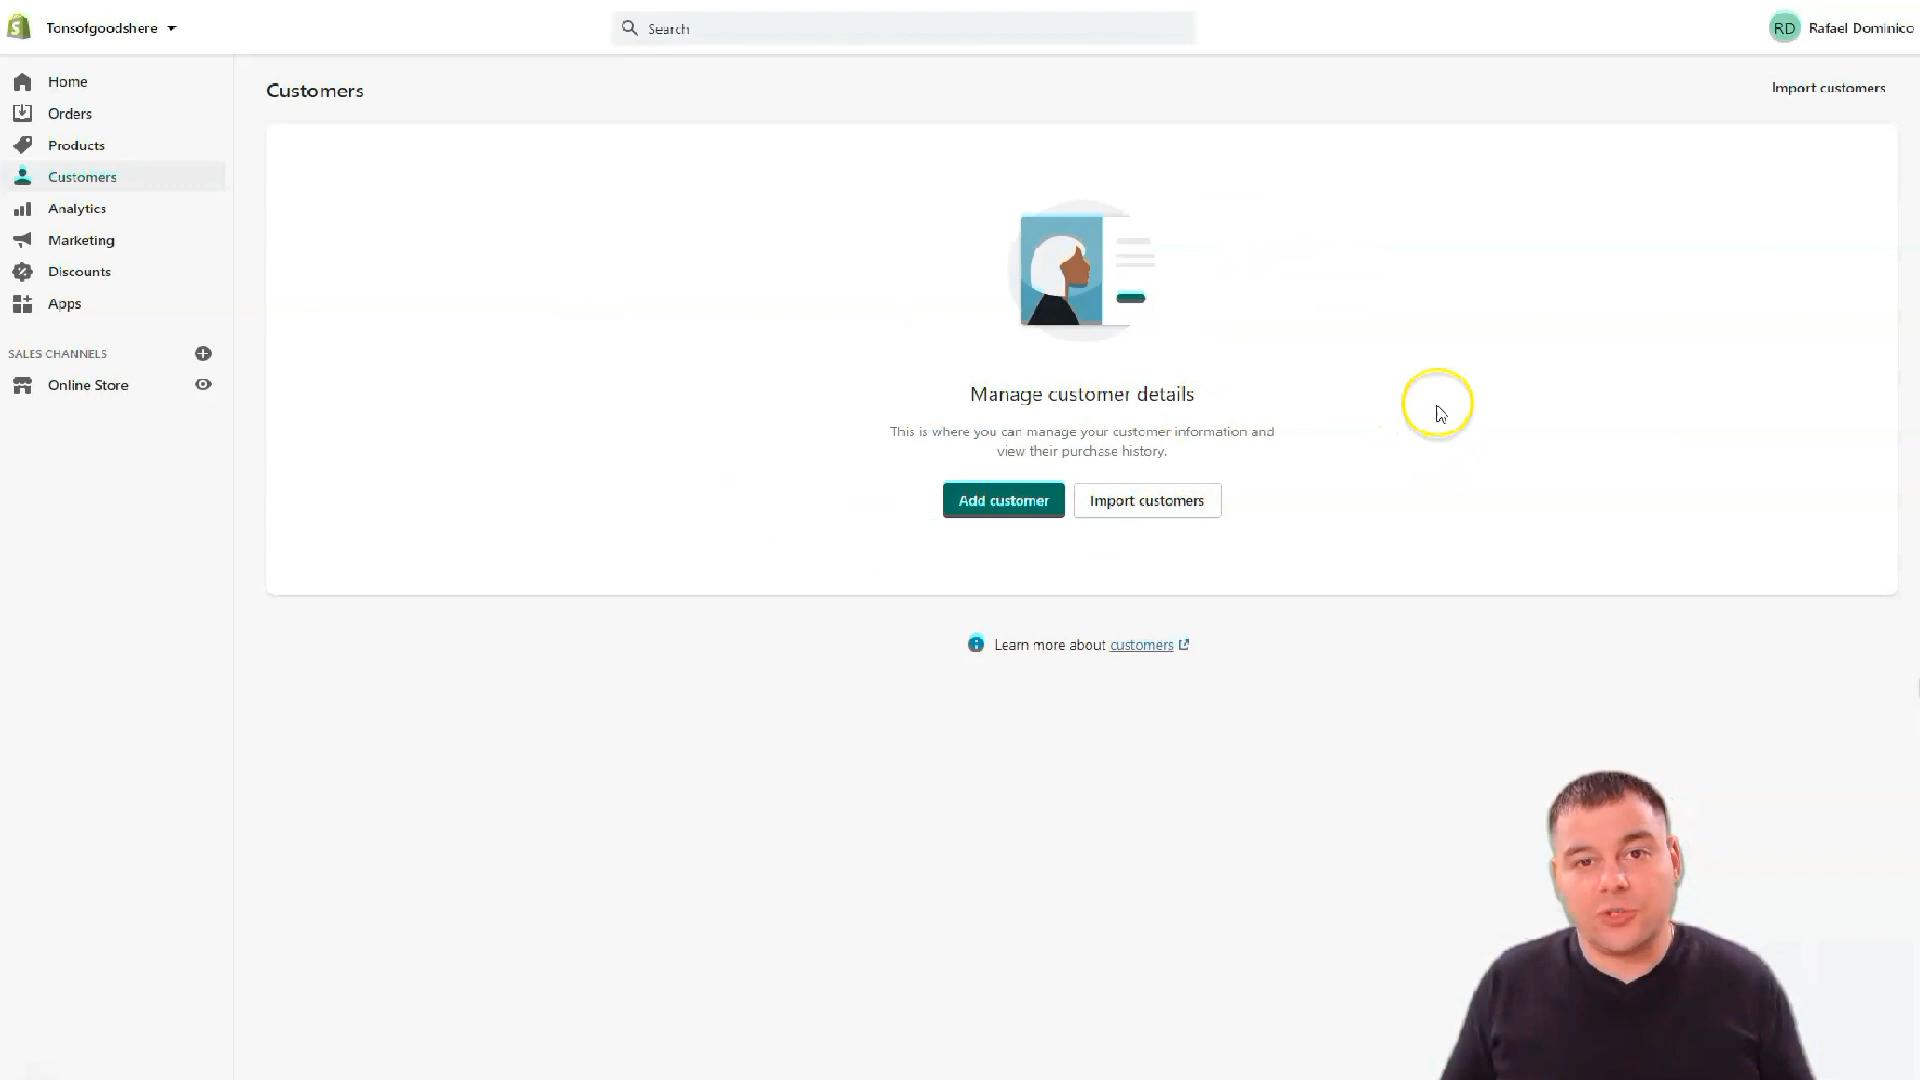 Tonsofgoodshere
Search
RD Rafael Dominico
Home
Orders
Products
Customers
Analytics
Marketing
Discounts
Apps
SALES CHANNELS
Online Store
Customers
Import customers
Manage customer details
This is where you can manage your customer information and
view their purchase history.
Add customer
Import customers
Learn more about customers